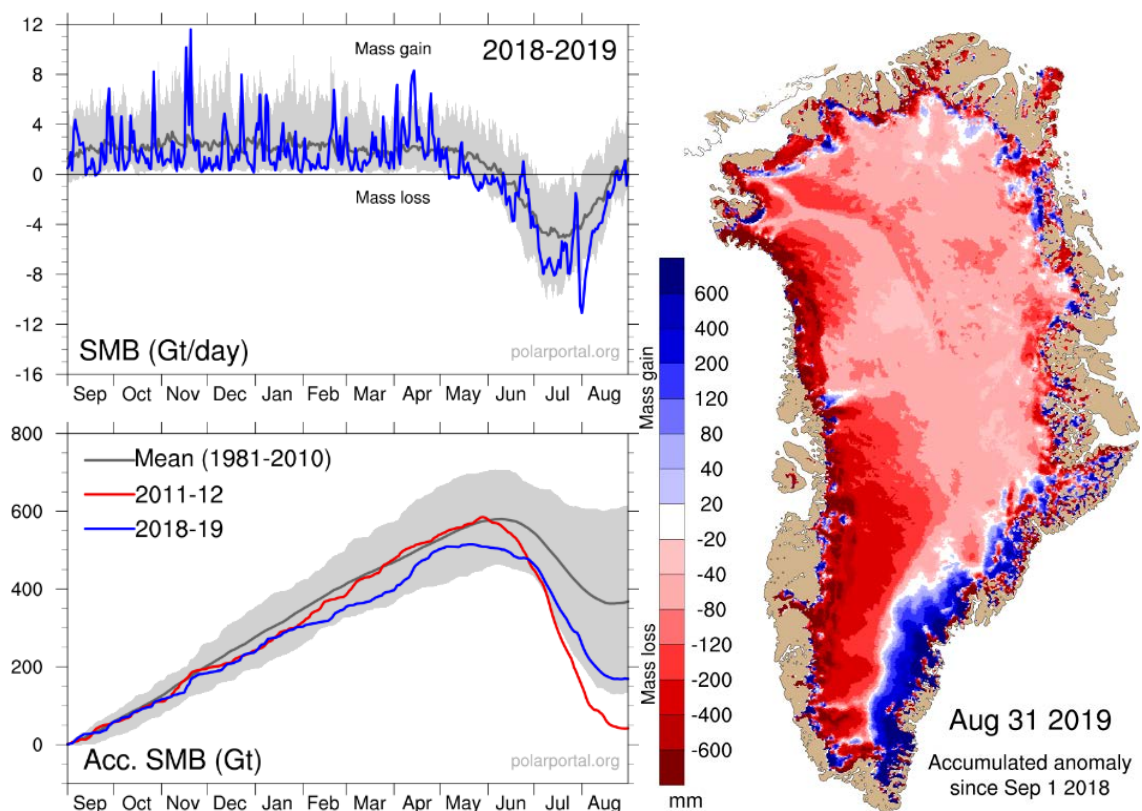 12
8
4
0
-4
-8
-12
-16
Mass gain
2018-2019
Mass loss
SMB (Gt/day)
polarportal.org
Sep Oct Nov Dec Jan Feb Mar Apr May Jun Jul Aug
800
600
400
200
0
Mean (1981-2010)
2011-12
2018-19
Acc. SMB (Gt)
polarportal.org
Sep Oct Nov Dec Jan Feb Mar Apr May Jun Jul Aug
Mass gain
Mass loss
600
400
200
120
80
40
20
-20
-40
-80
-120
-200
-400
-600
mm
Aug 31 2019
Accumulated anomaly
since Sep 1 2018